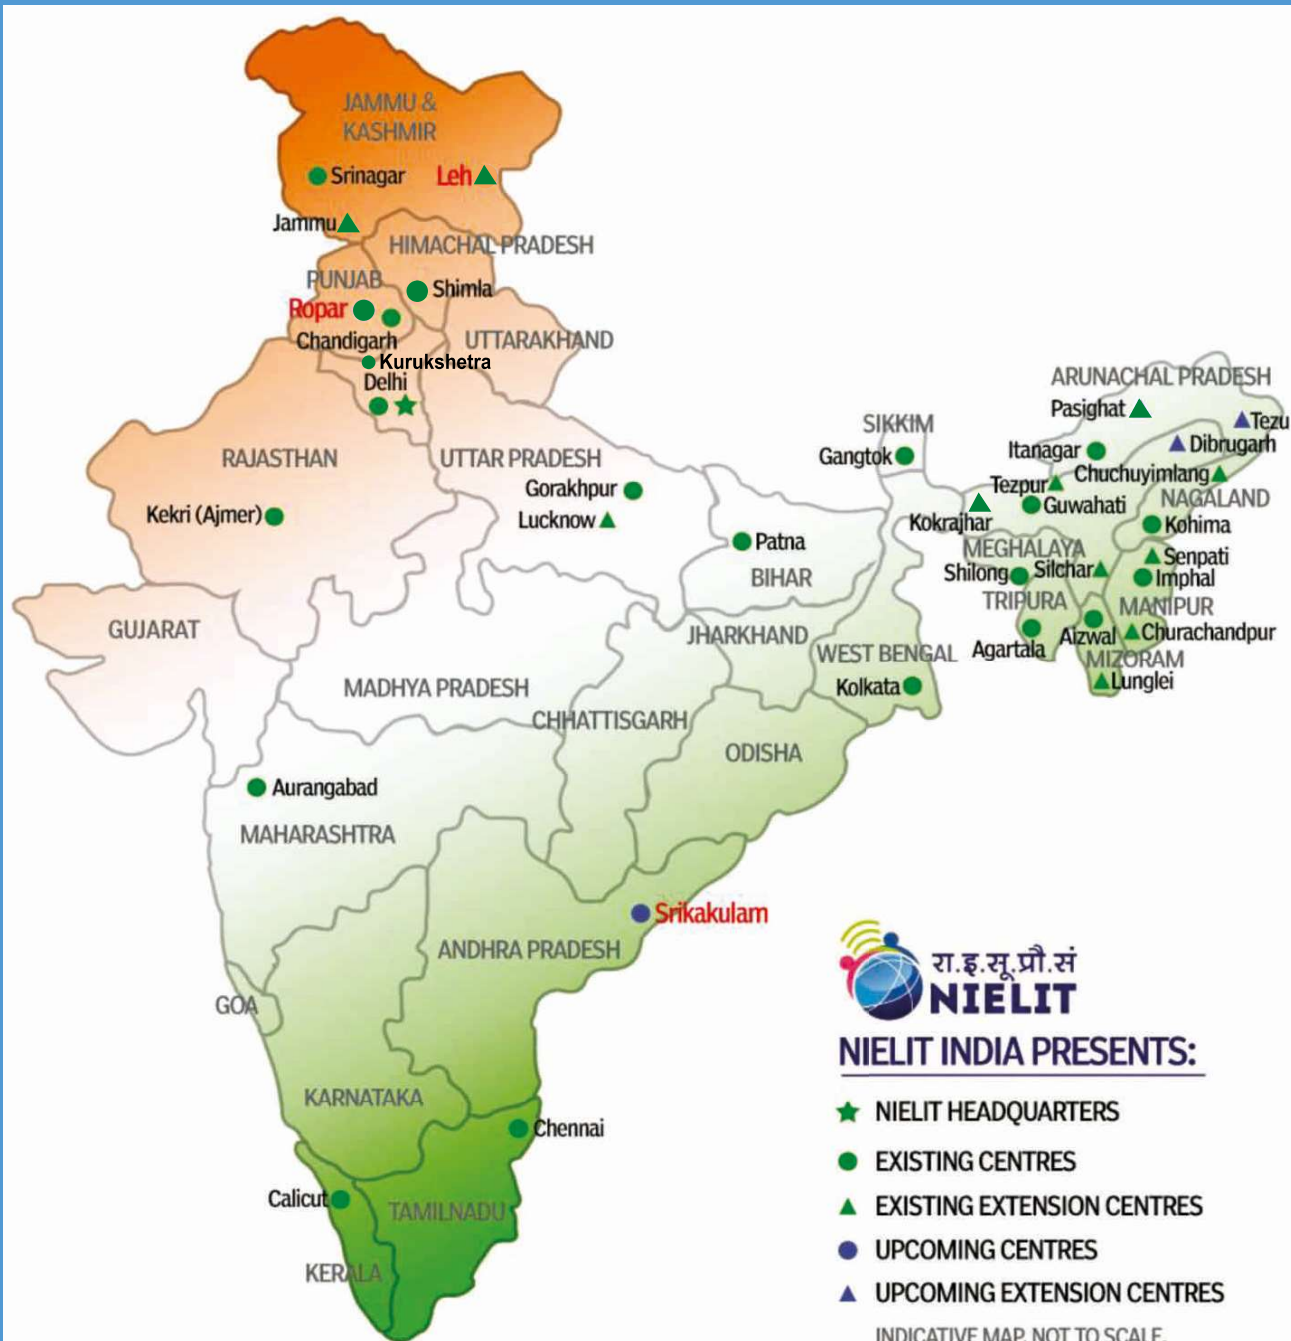 JAMMU &
KASHMIR
Srinagar
Leh
Jammu
HIMACHAL PRADESH
PUNJAB
Shimla
Ropar
Chandigarh
UTTARAKHAND
Kurukshetra
Delhi
RAJASTHAN
UTTAR PRADESH
Gorakhpur
Kekri (Ajmer)
Lucknow
Patna
BIHAR
SIKKIM
Gangtok
ARUNACHAL PRADESH
Pasighat
Tezu
Itanagar
Dibrugarh
Tezpur
Chuchuyimlang
Guwahati
NAGALAND
Kokrajhar
Kohima
MEGHALAYA
Senpati
Shilong
Silchar
Imphal
TRIPURA
MANIPUR
Agartala
Aizwal
Churachandpur
MIZORAM
Lunglei
GUJARAT
JHARKHAND
WEST BENGAL
Kolkata
MADHYA PRADESH
CHHATTISGARH
ODISHA
Aurangabad
MAHARASHTRA
Srikakulam
ANDHRA PRADESH
GOA
KARNATAKA
Chennai
Calicut
TAMILNADU
KERALA
रा.इ.सू.प्रौ.सं
NIELIT
NIELIT INDIA PRESENTS:
NIELIT HEADQUARTERS
EXISTING CENTRES
EXISTING EXTENSION CENTRES
UPCOMING CENTRES
UPCOMING EXTENSION CENTRES
INDICATIVE MAP. NOT TO SCALE.